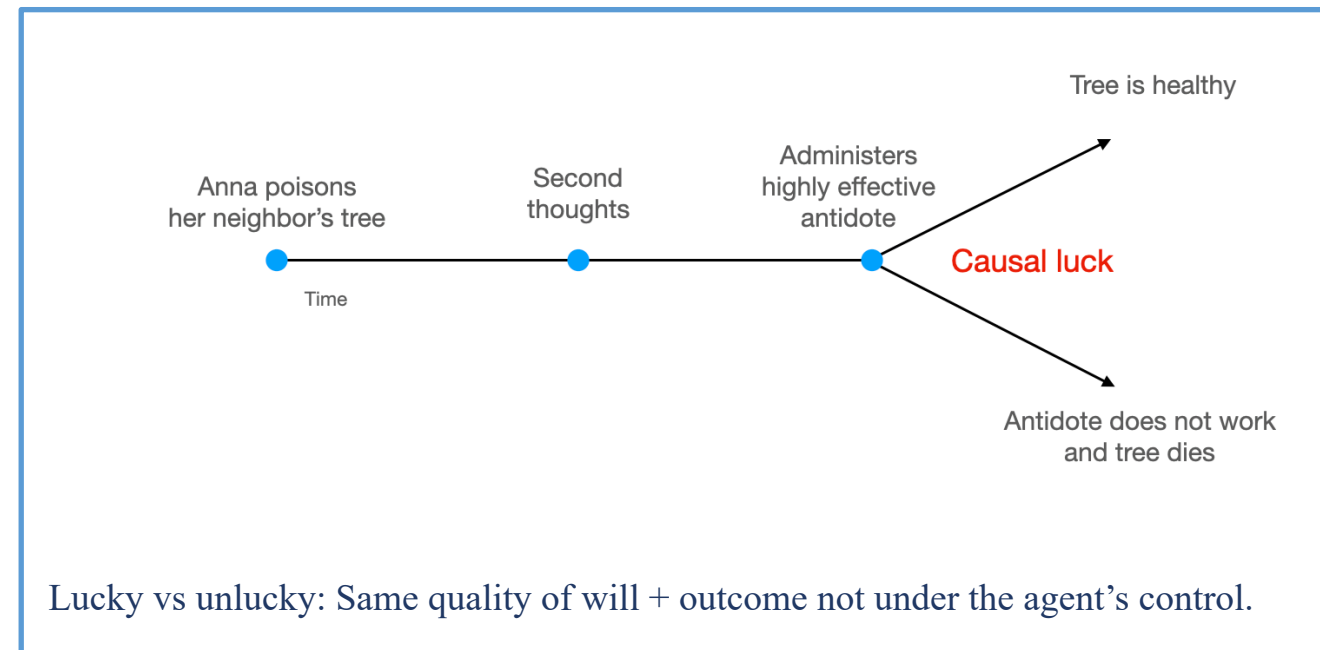 Tree is healthy
Administers
highly effective
antidote
Second
thoughts
Anna poisons
her neighbor’s tree
Causal luck
Time
Antidote does not work
and tree dies
Lucky vs unlucky: Same quality of will + outcome not under the agent’s control.